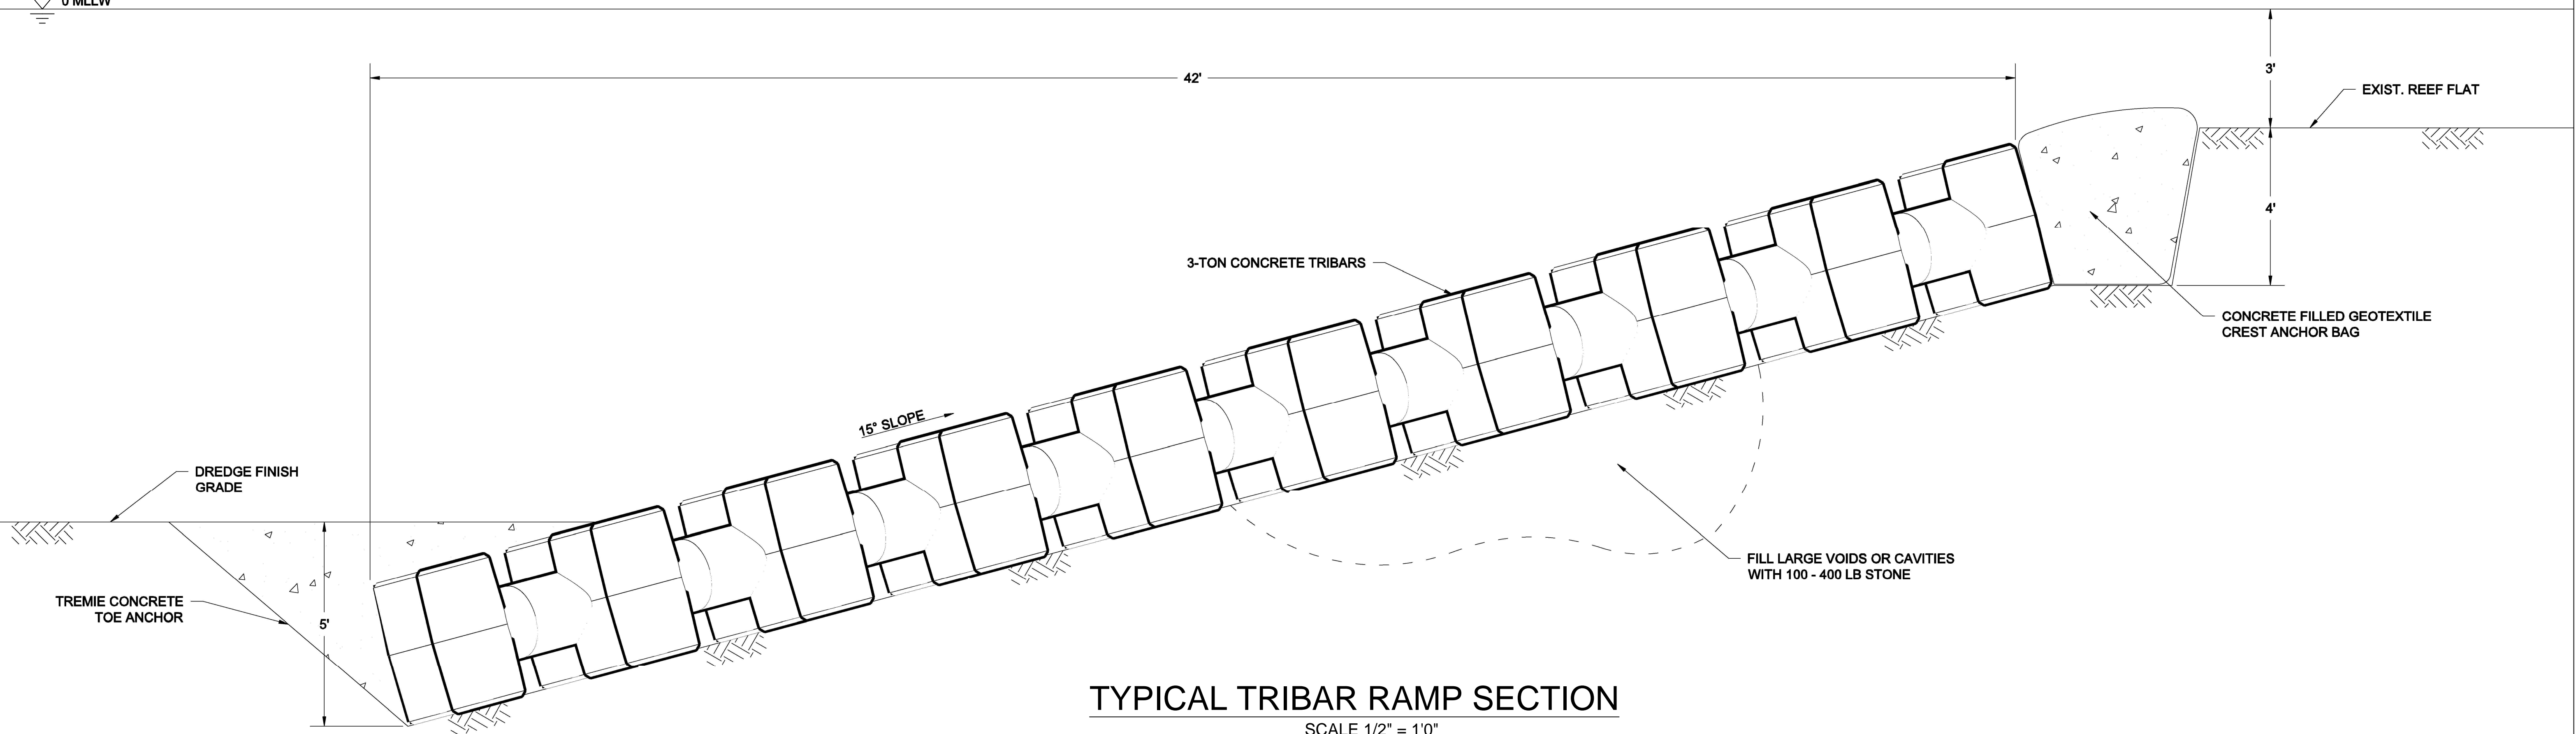 0 MLLW
42'
3'
EXIST. REEF FLAT
4'
3-TON CONCRETE TRIBARS
CONCRETE FILLED GEOTEXTILE
CREST ANCHOR BAG
15° SLOPE
DREDGE FINISH
GRADE
FILL LARGE VOIDS OR CAVITIES
WITH 100 - 400 LB STONE
TREMIE CONCRETE
TOE ANCHOR
5'
TYPICAL TRIBAR RAMP SECTION
SCALE 1/2" = 1'0"